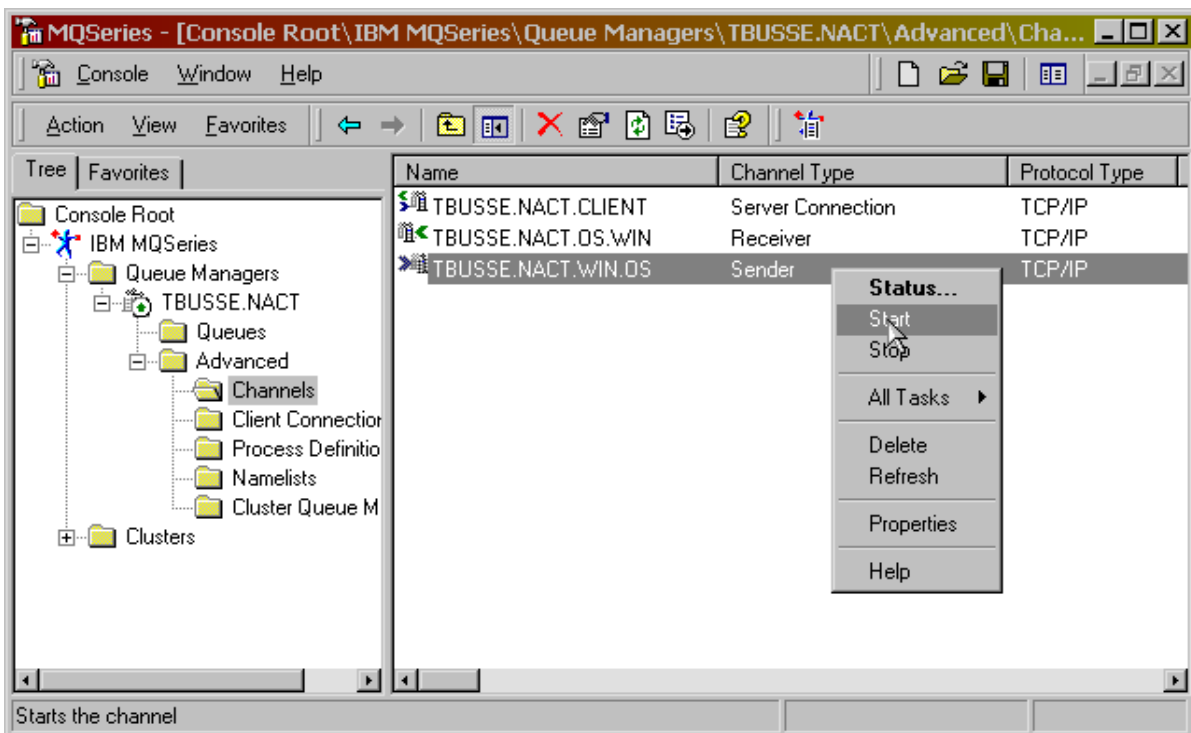 MQSeries - [Console Root\IBM MQSeries\Queue Managers\TBUSSE.NACT\Advanced\Cha...
Console Window Help
Action View Favorites
Tree Favorites
Console Root
IBM MQSeries
Queue Managers
TBUSSE.NACT
Queues
Advanced
Channels
Client Connection
Process Definitio
Namelists
Cluster Queue M
Clusters
Name Channel Type Protocol Type
TBUSSE.NACT.CLIENT Server Connection TCP/IP
TBUSSE.NACT.OS.WIN Receiver TCP/IP
TBUSSE.NACT.WIN.OS Sender TCP/IP
Status...
Start
Stop
All Tasks
Delete
Refresh
Properties
Help
Starts the channel